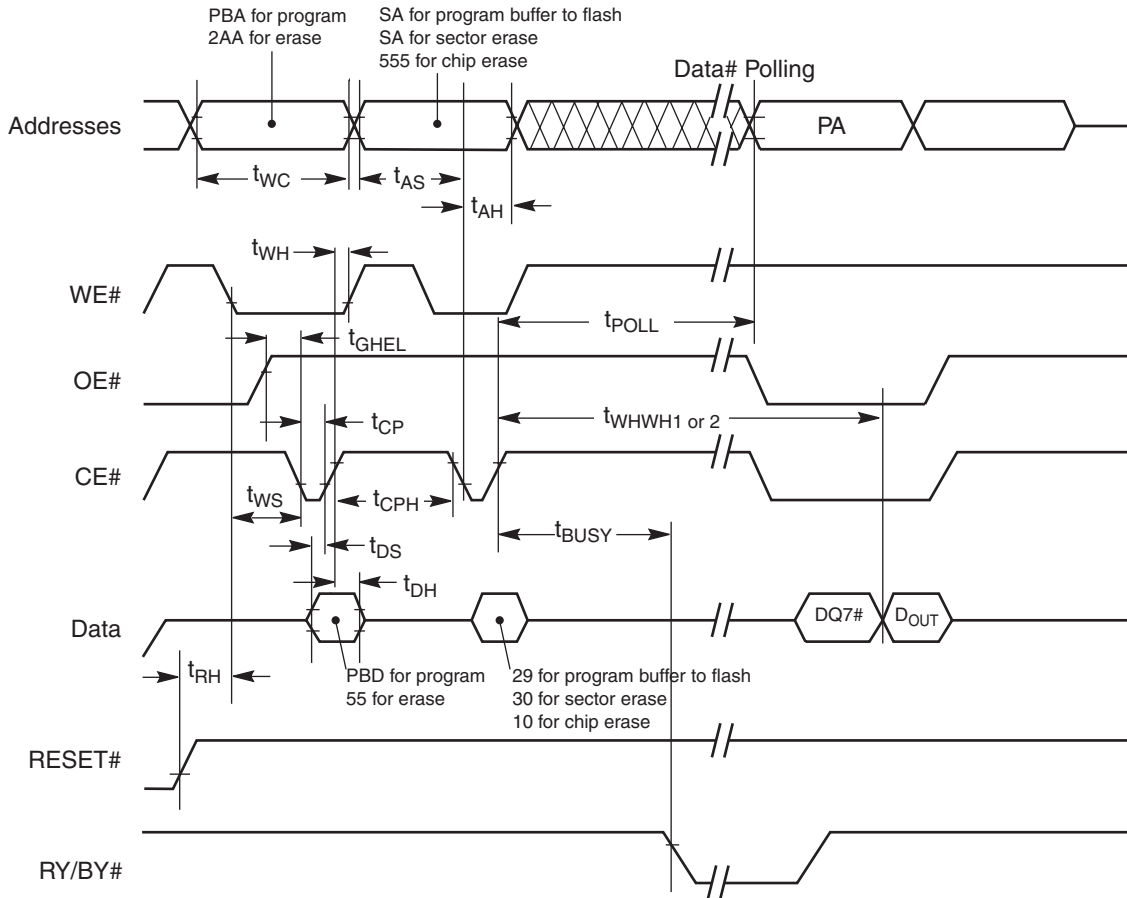 PBA for program
2AA for erase
SA for program buffer to flash
SA for sector erase
555 for chip erase
Data# Polling
Addresses
PA
tWC
tAS
tAH
tWH
WE#
tPOLL
tGHEL
OE#
tWHWH1 or 2
tCP
CE#
tWS
tCPH
tBUSY
tDS
tDH
Data
DQ7#
DOUT
tRH
PBD for program
55 for erase
29 for program buffer to flash
30 for sector erase
10 for chip erase
RESET#
RY/BY#